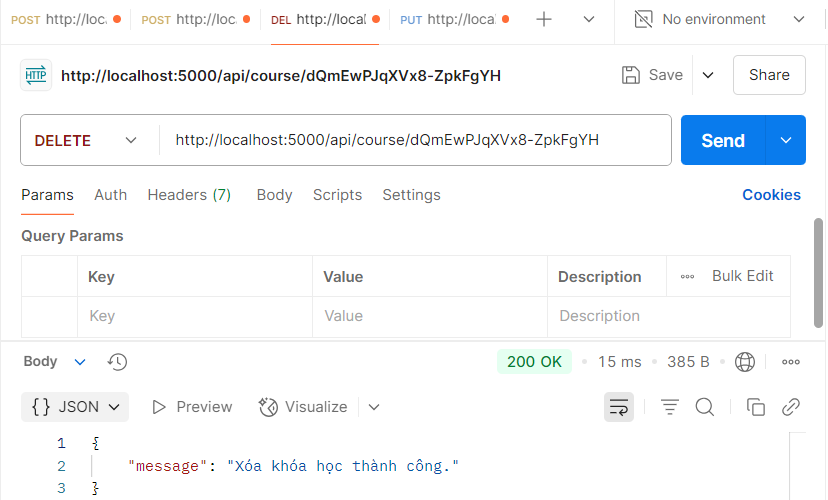 POST http://loc. POST http://loc. DEL http://local PUT http://loca No environment
HTTP http://localhost:5000/api/course/dQmEwPJqXVx8-ZpkFgYH Save Share
DELETE http://localhost:5000/api/course/dQmEwPJqXVx8-ZpkFgYH Send
Params Auth Headers (7) Body Scripts Settings Cookies
Query Params
Key Value Description Bulk Edit
Key Value Description
Body 200 OK 15 ms 385 B
{} JSON Preview Visualize
1 {
2 "message": "Xóa khóa học thành công."
3 }